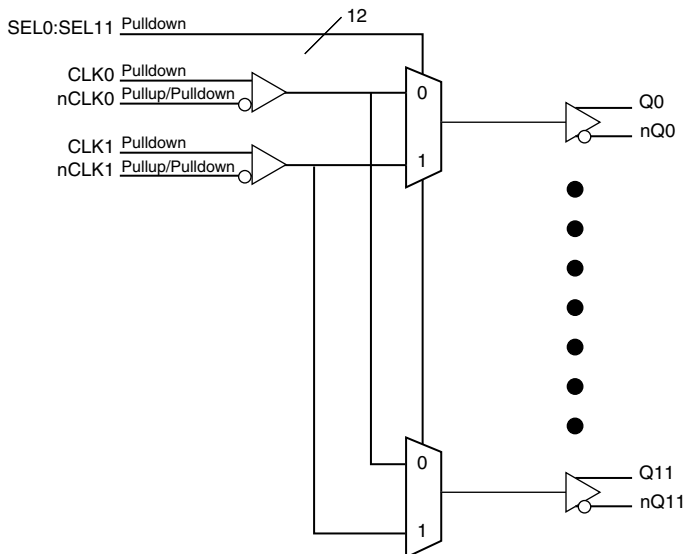 12
SEL0:SEL11 Pulldown
CLK0 Pulldown
nCLK0 Pullup/Pulldown
0
Q0
nQ0
CLK1 Pulldown
nCLK1 Pullup/Pulldown
1
0
Q11
nQ11
1